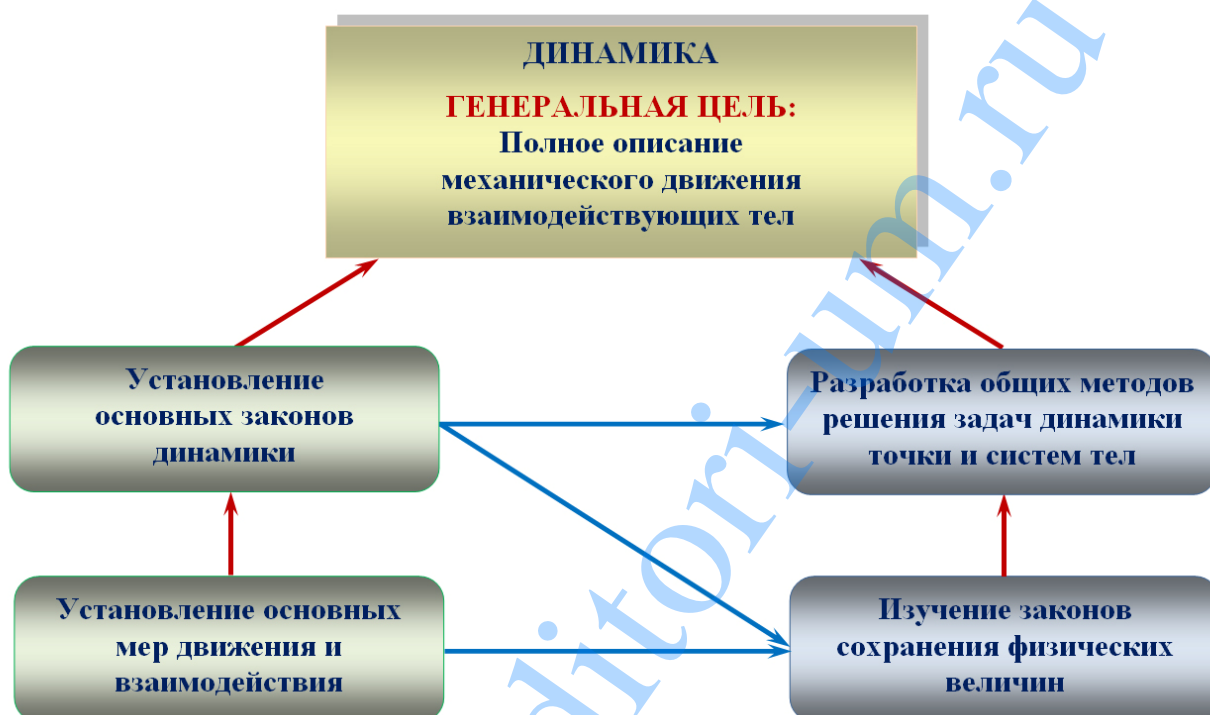 ДИНАМИКА
ГЕНЕРАЛЬНАЯ ЦЕЛЬ:
Полное описание
механического движения
взаимодействующих тел
Установление
основных законов
динамики
Разработка общих методов
решения задач динамики
точки и систем тел
Установление основных
мер движения и
взаимодействия
Изучение законов
сохранения физических
величин
ditori-um.ru